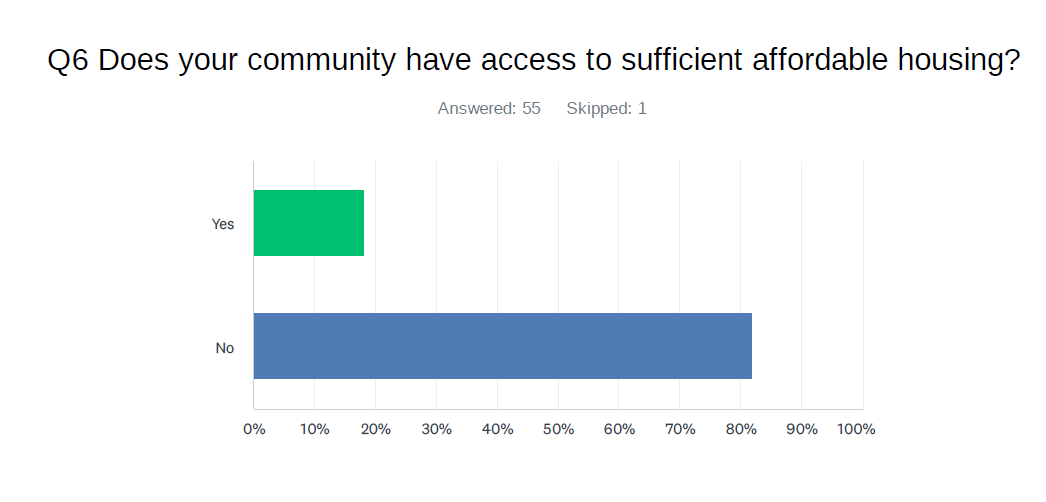 Q6 Does your community have access to sufficient affordable housing?
Answered: 55 Skipped: 1
Yes
No
0% 10% 20% 30% 40% 50% 60% 70% 80% 90% 100%